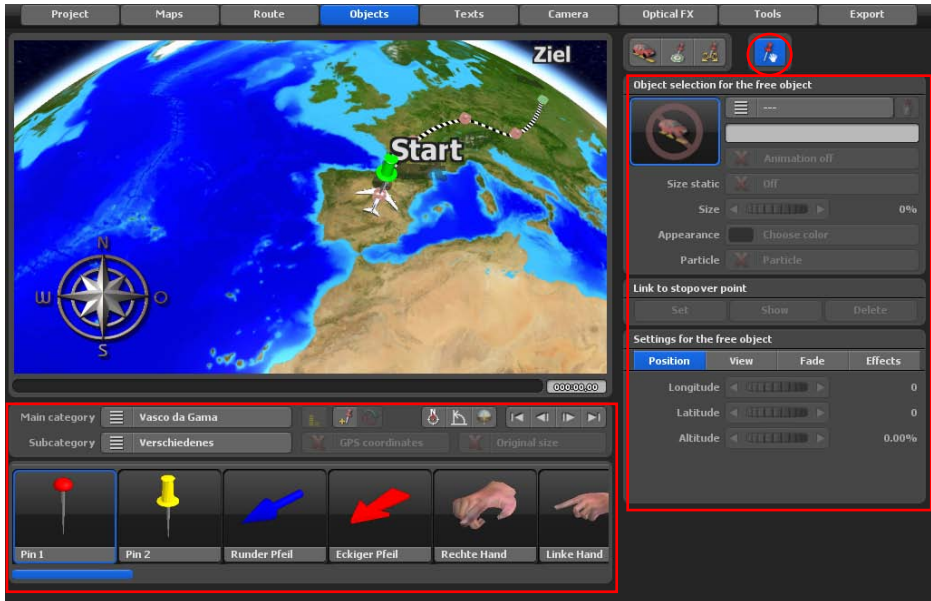 Project Maps Route Objects Texts Camera Optical FX Tools Export
Ziel
Start
N
W O
S
000:00,00
Object selection for the free object
---
Animation off
Size static Off
Size 0%
Appearance Choose color
Particle Particle
Link to stopover point
Set Show Delete
Settings for the free object
Position View Fade Effects
Longitude 0
Latitude 0
Altitude 0.00%
Main category Vasco da Gama
Subcategory Verschiedenes GPS coordinates Original size
Pin 1 Pin 2 Runder Pfeil Eckiger Pfeil Rechte Hand Linke Hand